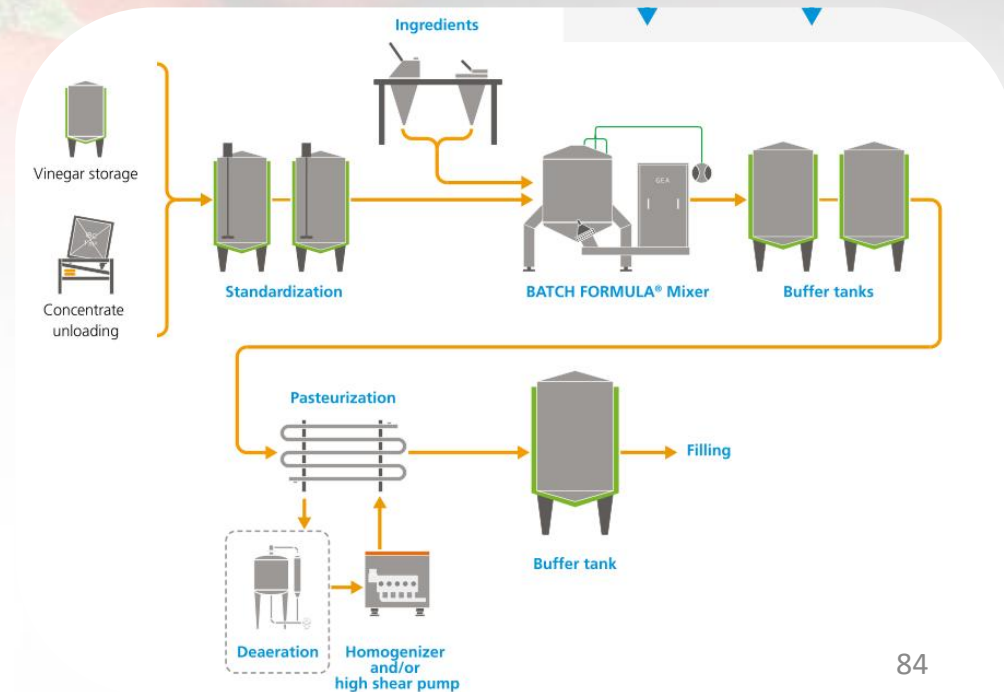 Ingredients
Vinegar storage
GEA
Concentrate
unloading
Standardization
BATCH FORMULA® Mixer
Buffer tanks
Pasteurization
Filling
Buffer tank
Deaeration
Homogenizer
and/or
high shear pump
84